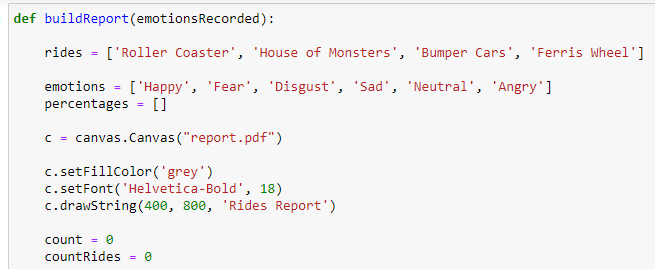 def buildReport(emotionsRecorded):
rides = ['Roller Coaster', 'House of Monsters', 'Bumper Cars', 'Ferris Wheel']
emotions = ['Happy', 'Fear', 'Disgust', 'Sad', 'Neutral', 'Angry']
percentages = []
c = canvas.Canvas("report.pdf")
c.setFillColor('grey')
c.setFont('Helvetica-Bold', 18)
c.drawString(400, 800, 'Rides Report')
count = 0
countRides = 0